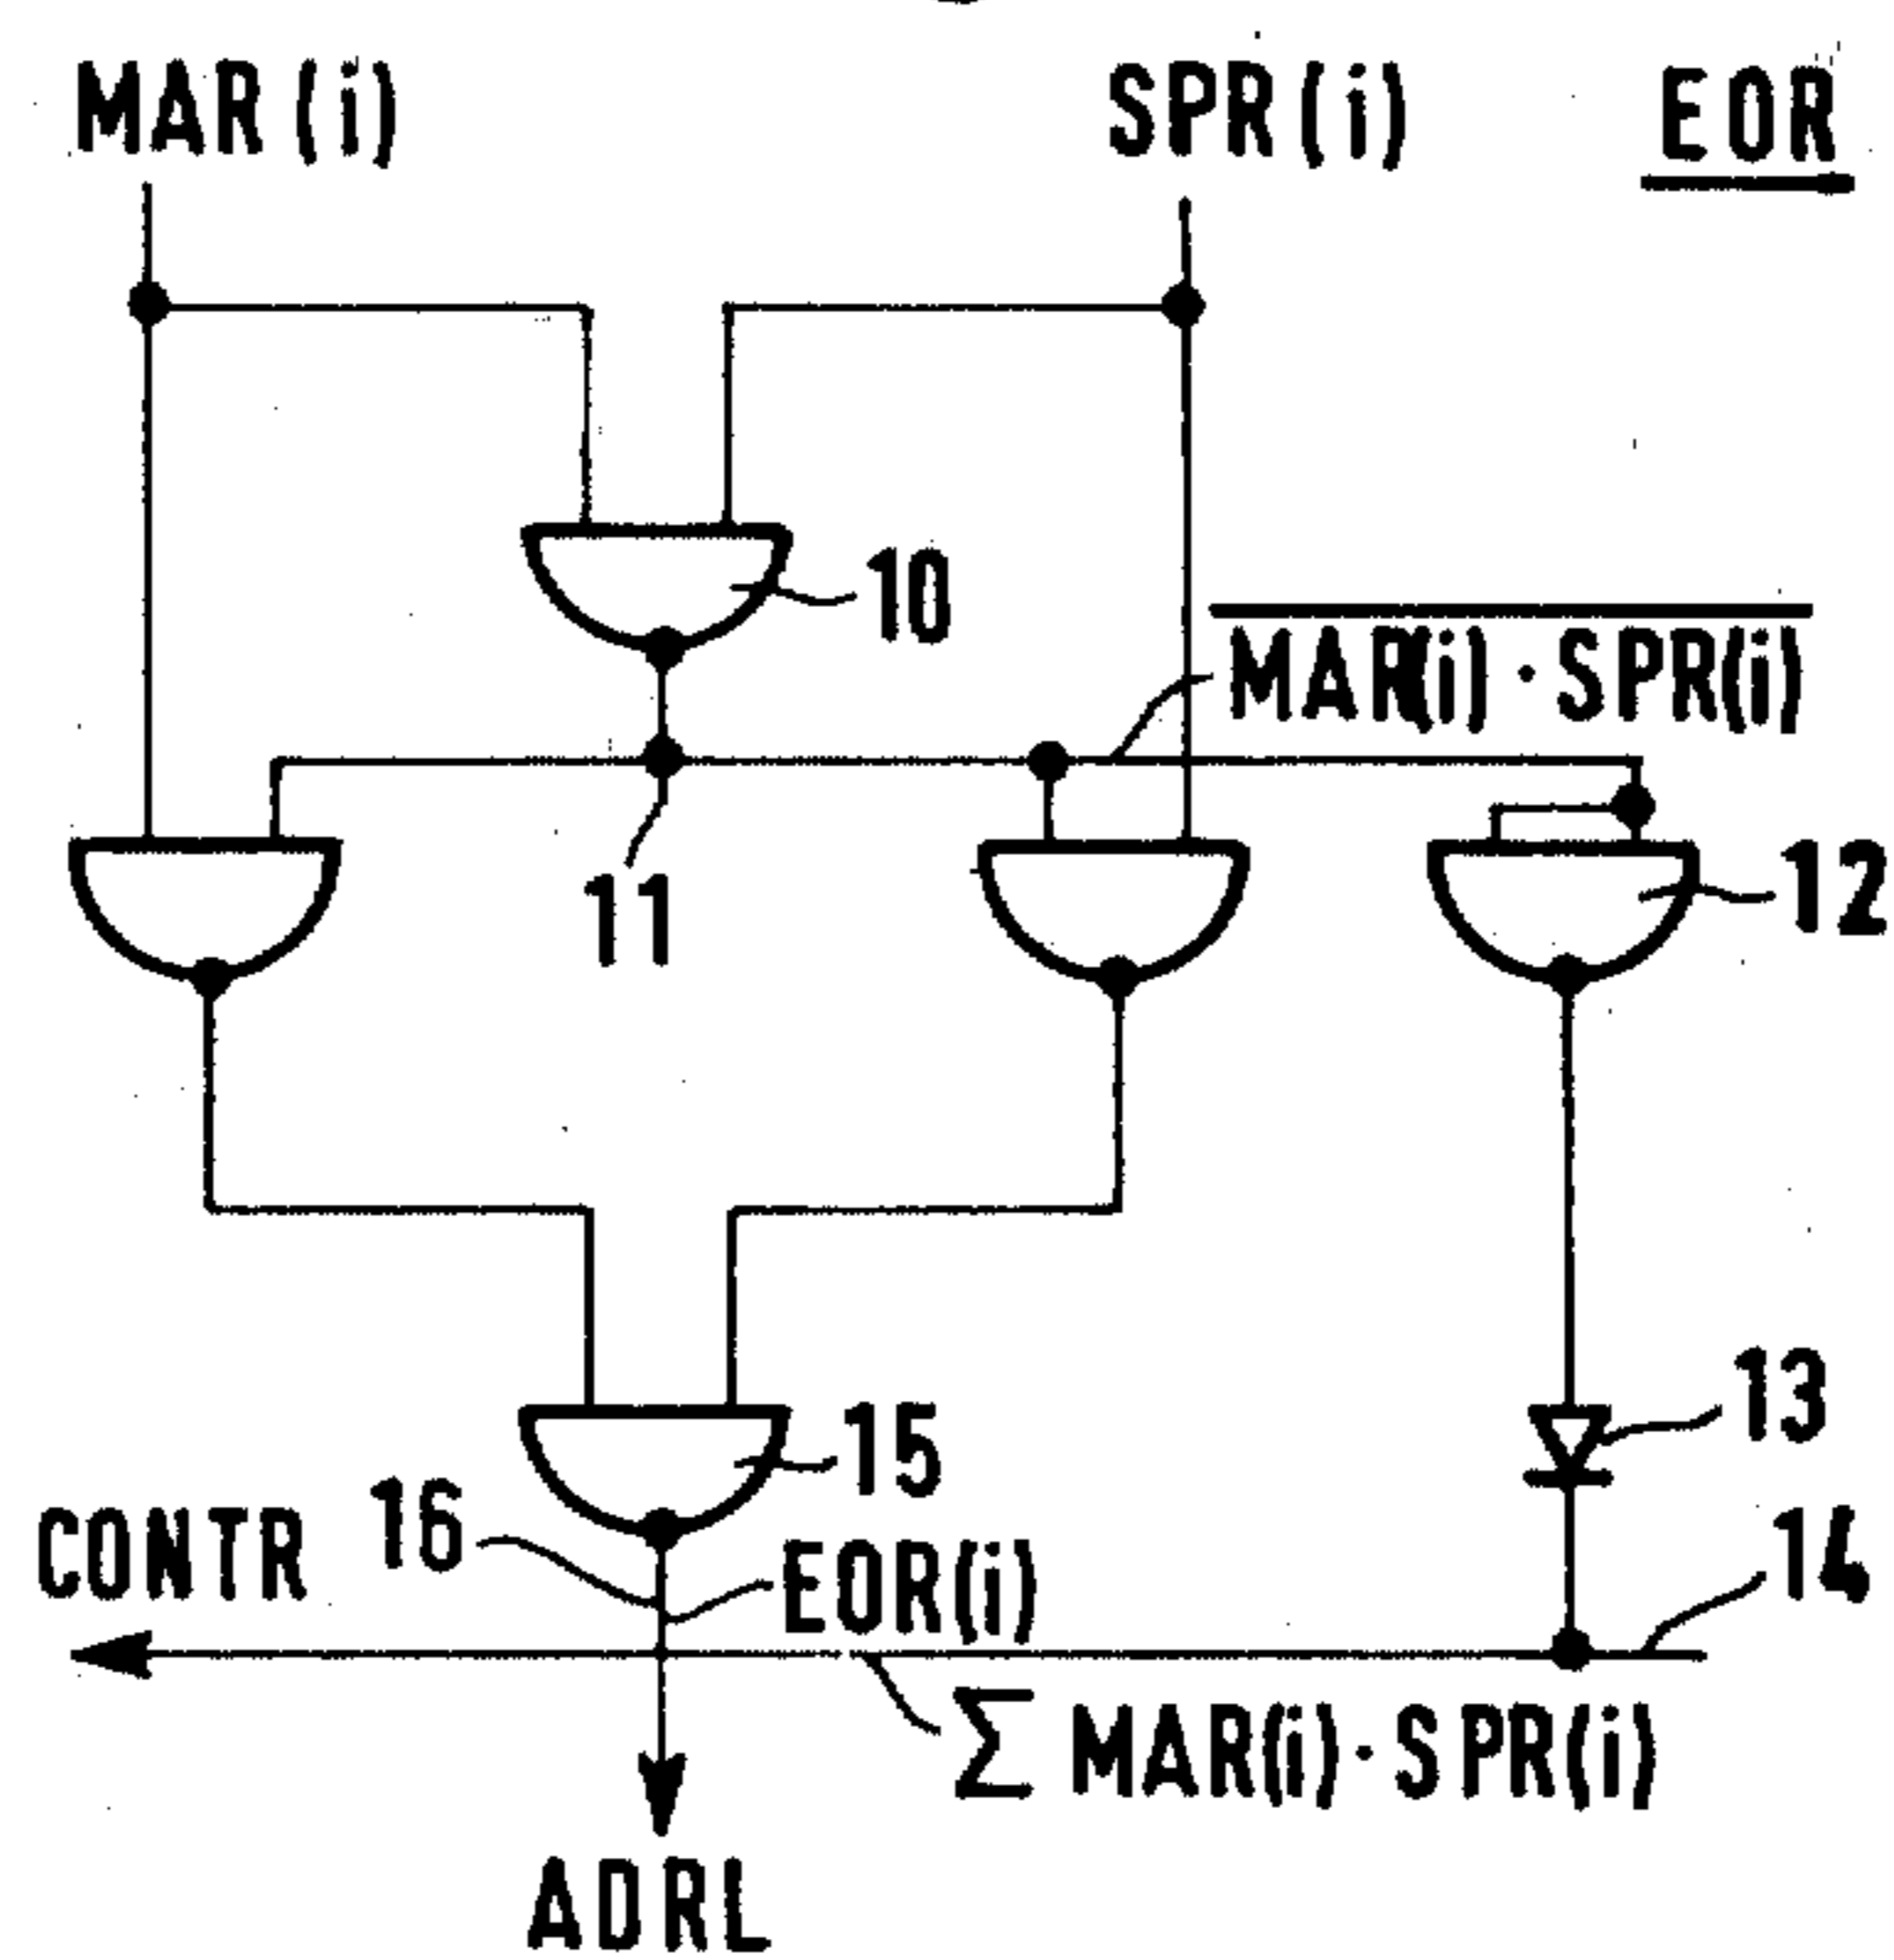 MAR(i)
SPR(i)
EOR
10
MAR(i)·SPR(i)
11
12
13
15
16
CONTR
EOR(i)
14
Σ MAR(i)·SPR(i)
ADRL